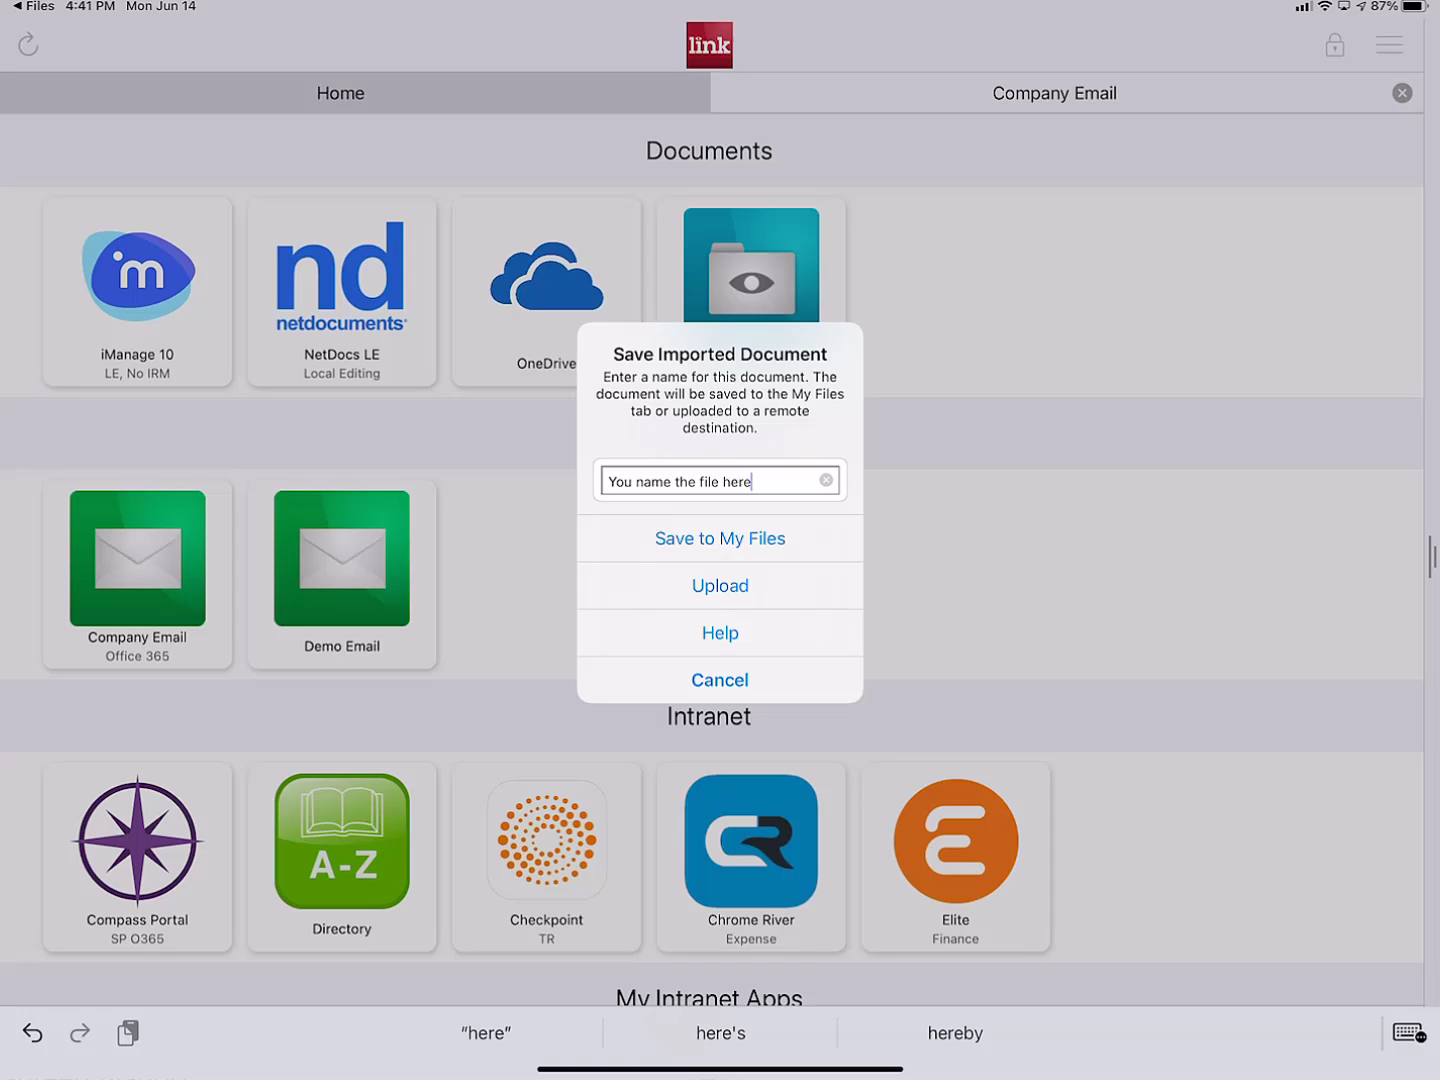 Files 4:41 PM Mon Jun 14 87%
link
Home Company Email
Documents
im
nd
netdocuments
iManage 10
LE, No IRM
NetDocs LE
Local Editing
OneDrive
Save Imported Document
Enter a name for this document. The
document will be saved to the My Files
tab or uploaded to a remote
destination.
You name the file here
Save to My Files
Upload
Help
Cancel
Company Email
Office 365
Demo Email
Intranet
A-Z
CR
E
Compass Portal
SP O365
Directory
Checkpoint
TR
Chrome River
Expense
Elite
Finance
My Intranet Apps
"here" here's hereby